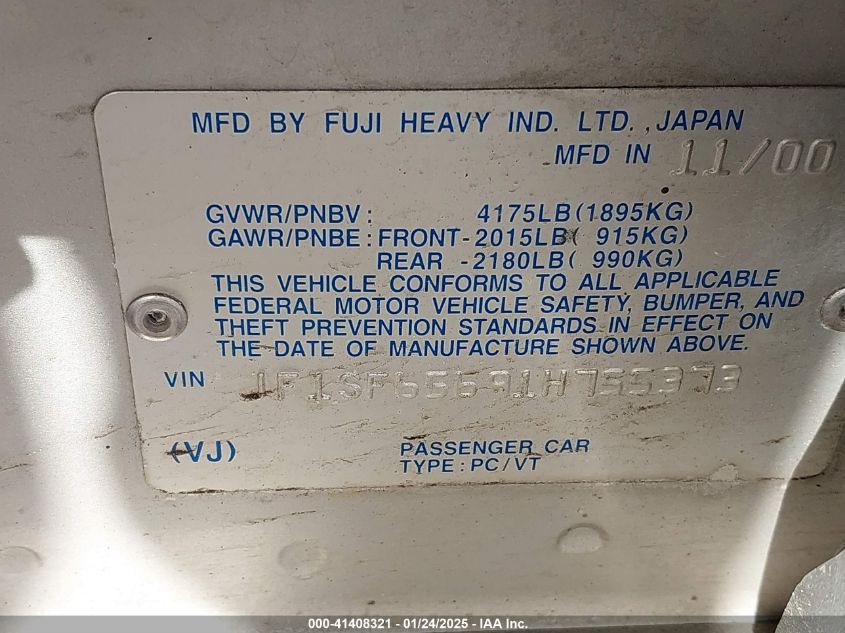 MFD BY FUJI HEAVY IND. LTD., JAPAN
MFD IN 11/00
GVWR/PNBV: 4175LB(1895KG)
GAWR/PNBE: FRONT-2015LB( 915KG)
REAR -2180LB( 990KG)
THIS VEHICLE CONFORMS TO ALL APPLICABLE
FEDERAL MOTOR VEHICLE SAFETY, BUMPER, AND
THEFT PREVENTION STANDARDS IN EFFECT ON
THE DATE OF MANUFACTURE SHOWN ABOVE.
VIN JF1SF65691H755373
(VJ) PASSENGER CAR
TYPE: PC/VT
000-41408321 - 01/24/2025 - IAA Inc.